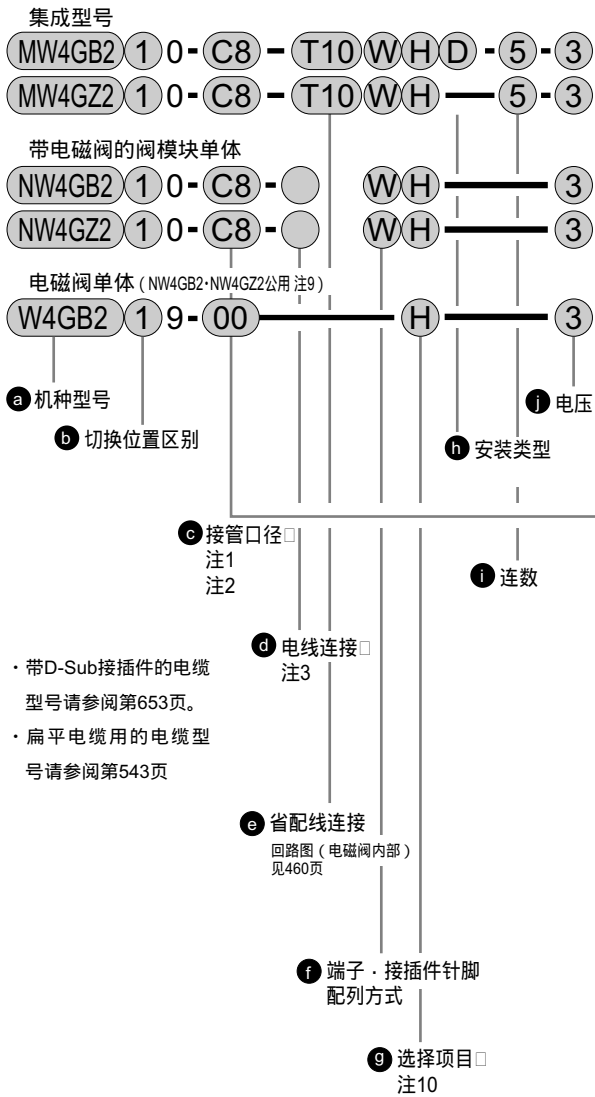 集成型号
MW4GB2 1 0 - C8 - T10 W H D - 5 - 3
MW4GZ2 1 0 - C8 - T10 W H — 5 - 3
带电磁阀的阀模块单体
NW4GB2 1 0 - C8 - W H — 3
NW4GZ2 1 0 - C8 - W H — 3
电磁阀单体(NW4GB2·NW4GZ2公用 注9)
W4GB2 1 9 - 00 — H — 3
a 机种型号
j 电压
b 切换位置区别
h 安装类型
c 接管口径□
注1
注2
i 连数
d 电线连接□
注3
・带D-Sub接插件的电缆
型号请参阅第653页。
・扁平电缆用的电缆型
号请参阅第543页
e 省配线连接
回路图(电磁阀内部)
见460页
f 端子・接插件针脚
配列方式
g 选择项目□
注10